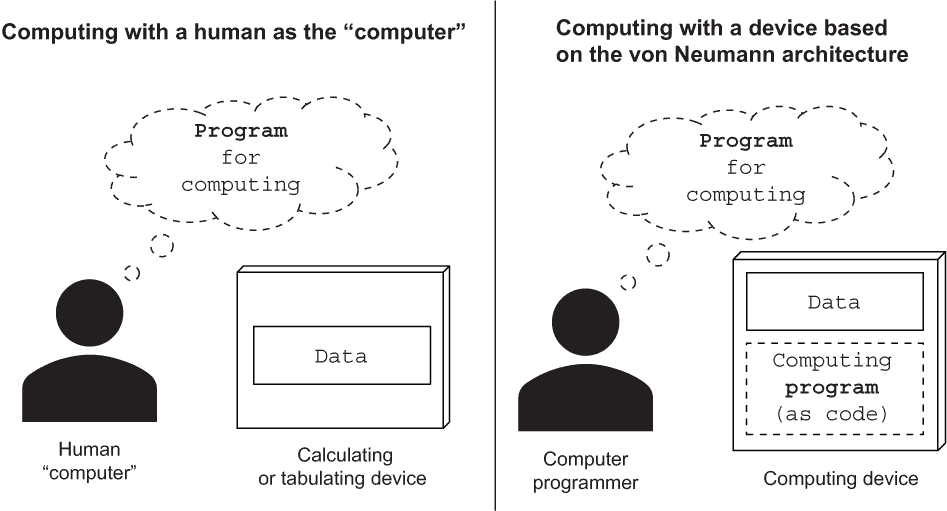 Computing with a human as the “computer”
Program
for
computing
Data
Human
“computer”
Calculating
or tabulating device
Computing with a device based
on the von Neumann architecture
Program
for
computing
Data
Computing
program
(as code)
Computer
programmer
Computing device